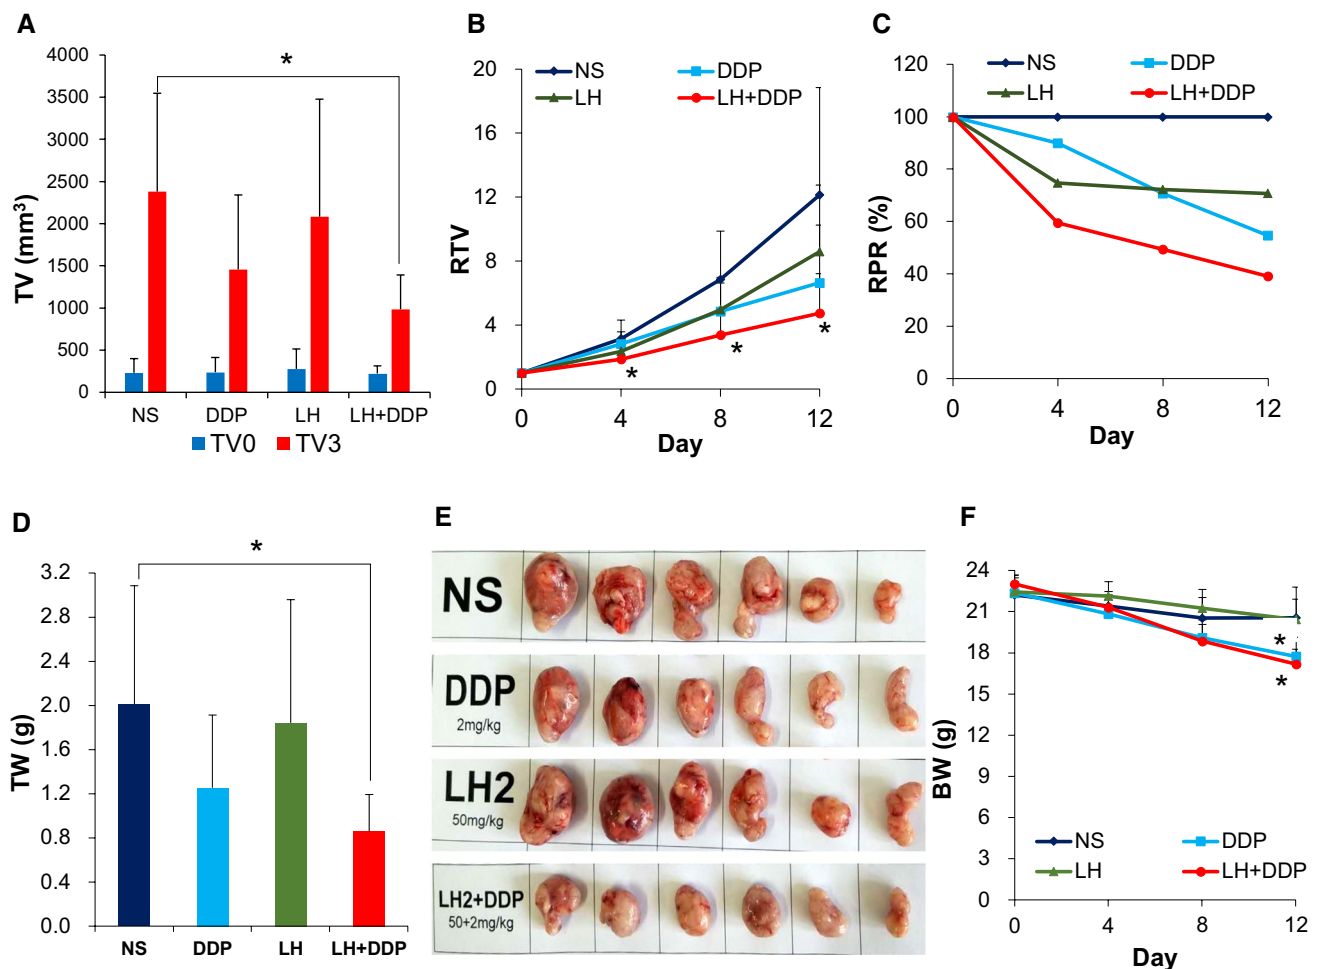 A
TV (mm³)
4000
3500
3000
2500
2000
1500
1000
500
0
*
NS DDP LH LH+DDP
TV0 TV3
B
RTV
20
16
12
8
4
0
NS DDP
LH LH+DDP
*
*
*
0 4 8 12
Day
C
RPR (%)
120
100
80
60
40
20
0
NS DDP
LH LH+DDP
0 4 8 12
Day
D
TW (g)
3.2
2.8
2.4
2.0
1.6
1.2
0.8
0.4
0.0
*
NS DDP LH LH+DDP
E
NS
DDP
2mg/kg
LH2
50mg/kg
LH2+DDP
50+2mg/kg
F
BW (g)
24
21
18
15
12
9
6
3
0
*
*
NS DDP
LH LH+DDP
0 4 8 12
Day